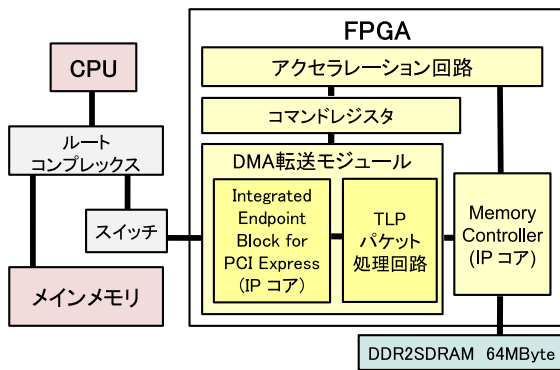 FPGA
CPU
アクセラレーション回路
コマンドレジスタ
ルート
コンプレックス
DMA転送モジュール
Integrated
Endpoint
Block for
PCI Express
(IP コア)
TLP
パケット
処理回路
Memory
Controller
(IP コア)
スイッチ
メインメモリ
DDR2SDRAM 64MByte